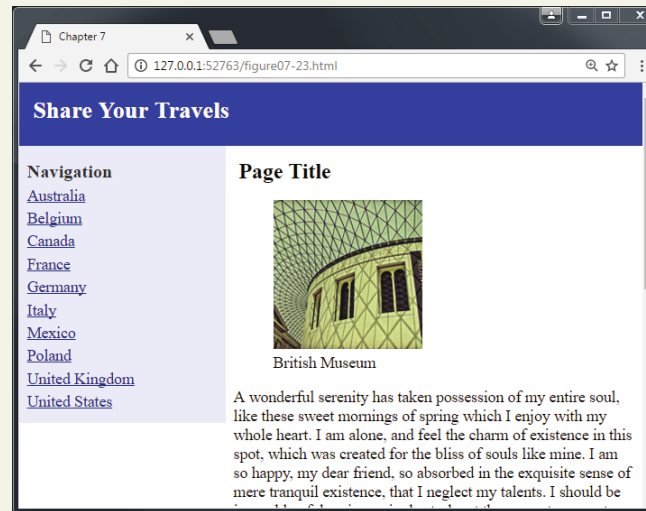 Chapter 7
127.0.0.1:52763/figure07-23.html
Share Your Travels
Navigation
Australia
Belgium
Canada
France
Germany
Italy
Mexico
Poland
United Kingdom
United States
Page Title
British Museum
A wonderful serenity has taken possession of my entire soul,
like these sweet mornings of spring which I enjoy with my
whole heart. I am alone, and feel the charm of existence in this
spot, which was created for the bliss of souls like mine. I am
so happy, my dear friend, so absorbed in the exquisite sense of
mere tranquil existence, that I neglect my talents. I should be